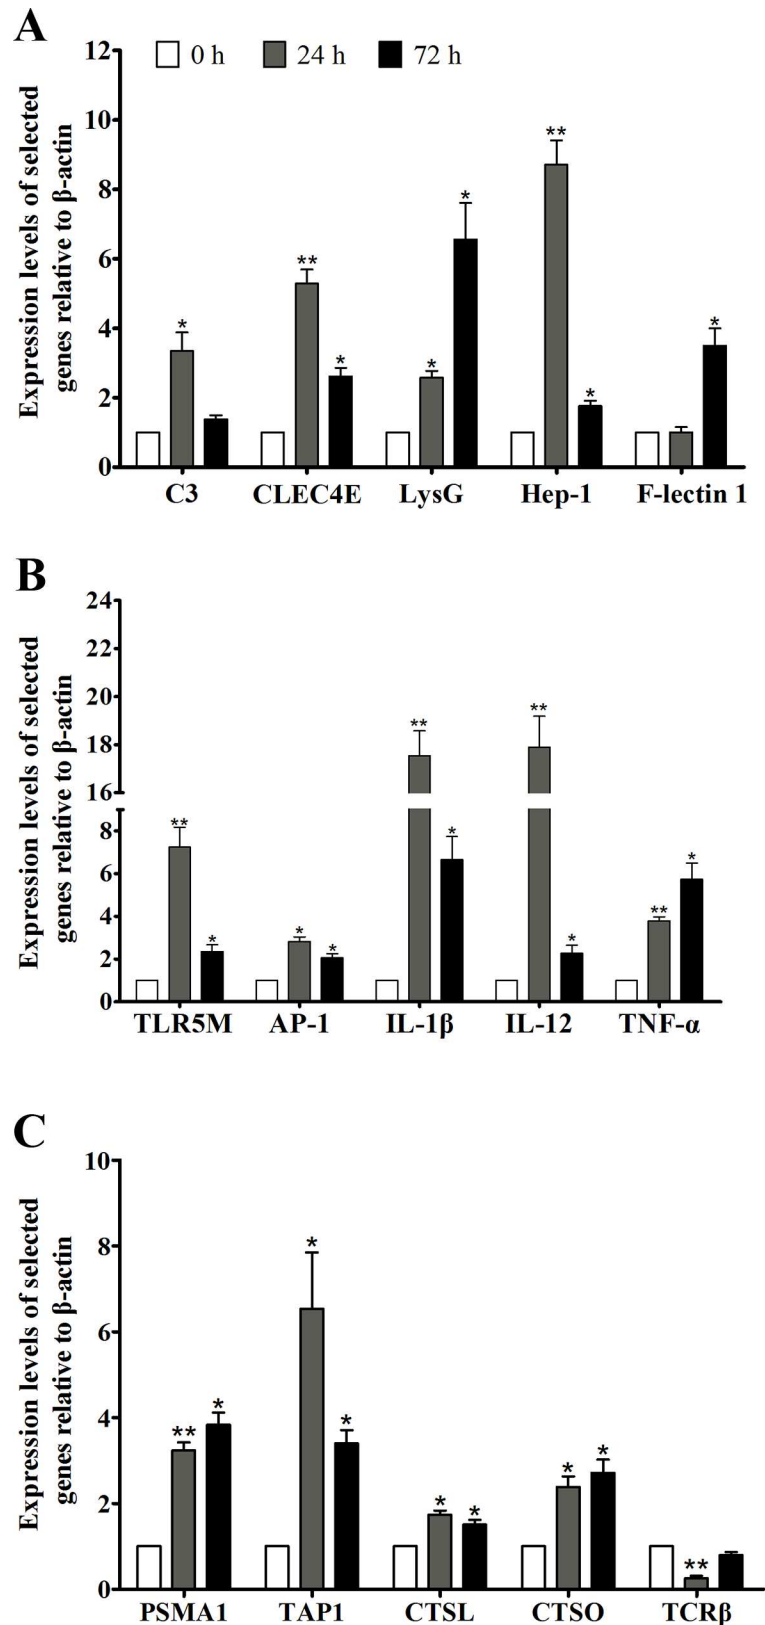 A
0 h 24 h 72 h
Expression levels of selected
genes relative to β-actin
12
10
8
6
4
2
0
*
** *
* *
** *
*
C3 CLEC4E LysG Hep-1 F-lectin 1
B
Expression levels of selected
genes relative to β-actin
24
22
20
18
16
8
6
4
2
0
** *
* *
** *
** *
** *
TLR5M AP-1 IL-1β IL-12 TNF-α
C
Expression levels of selected
genes relative to β-actin
10
8
6
4
2
0
** *
* *
* *
* *
**
PSMA1 TAP1 CTSL CTSO TCRβ